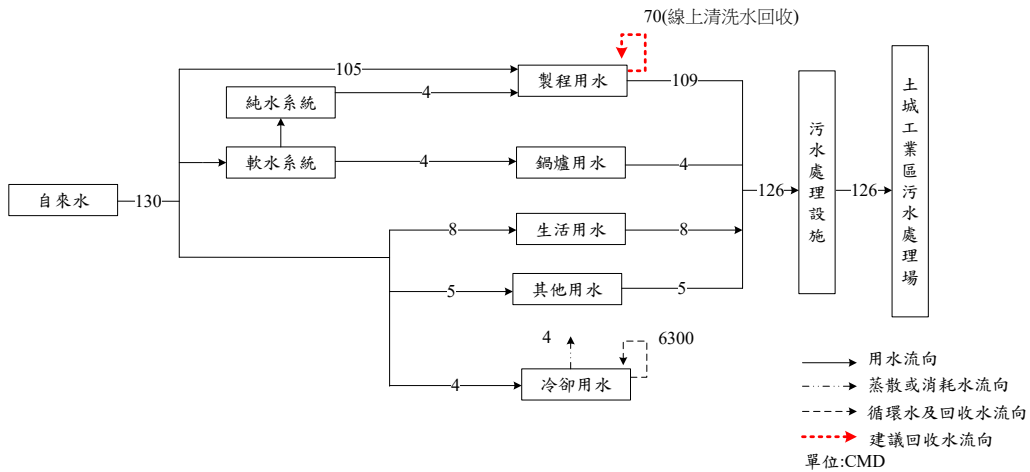 70(線上清洗水回收)
105
製程用水
109
純水系統
4
軟水系統
4
鍋爐用水
4
自來水
130
8
生活用水
8
5
其他用水
5
126
污水處理設施
126
土城工業區污水處理場
4
6300
4
冷卻用水
用水流向
蒸散或消耗水流向
循環水及回收水流向
建議回收水流向
單位:CMD